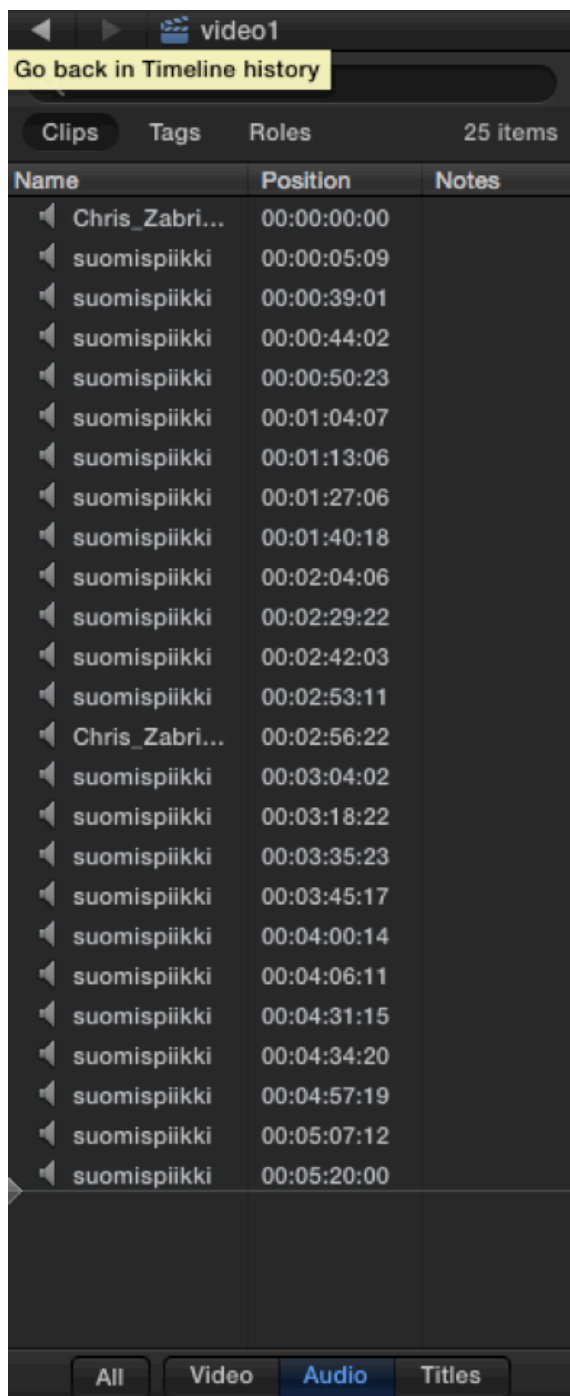 video1
Go back in Timeline history
Clips Tags Roles 25 items
Name Position Notes
Chris_Zabri... 00:00:00:00
suomispiikki 00:00:05:09
suomispiikki 00:00:39:01
suomispiikki 00:00:44:02
suomispiikki 00:00:50:23
suomispiikki 00:01:04:07
suomispiikki 00:01:13:06
suomispiikki 00:01:27:06
suomispiikki 00:01:40:18
suomispiikki 00:02:04:06
suomispiikki 00:02:29:22
suomispiikki 00:02:42:03
suomispiikki 00:02:53:11
Chris_Zabri... 00:02:56:22
suomispiikki 00:03:04:02
suomispiikki 00:03:18:22
suomispiikki 00:03:35:23
suomispiikki 00:03:45:17
suomispiikki 00:04:00:14
suomispiikki 00:04:06:11
suomispiikki 00:04:31:15
suomispiikki 00:04:34:20
suomispiikki 00:04:57:19
suomispiikki 00:05:07:12
suomispiikki 00:05:20:00
All Video Audio Titles